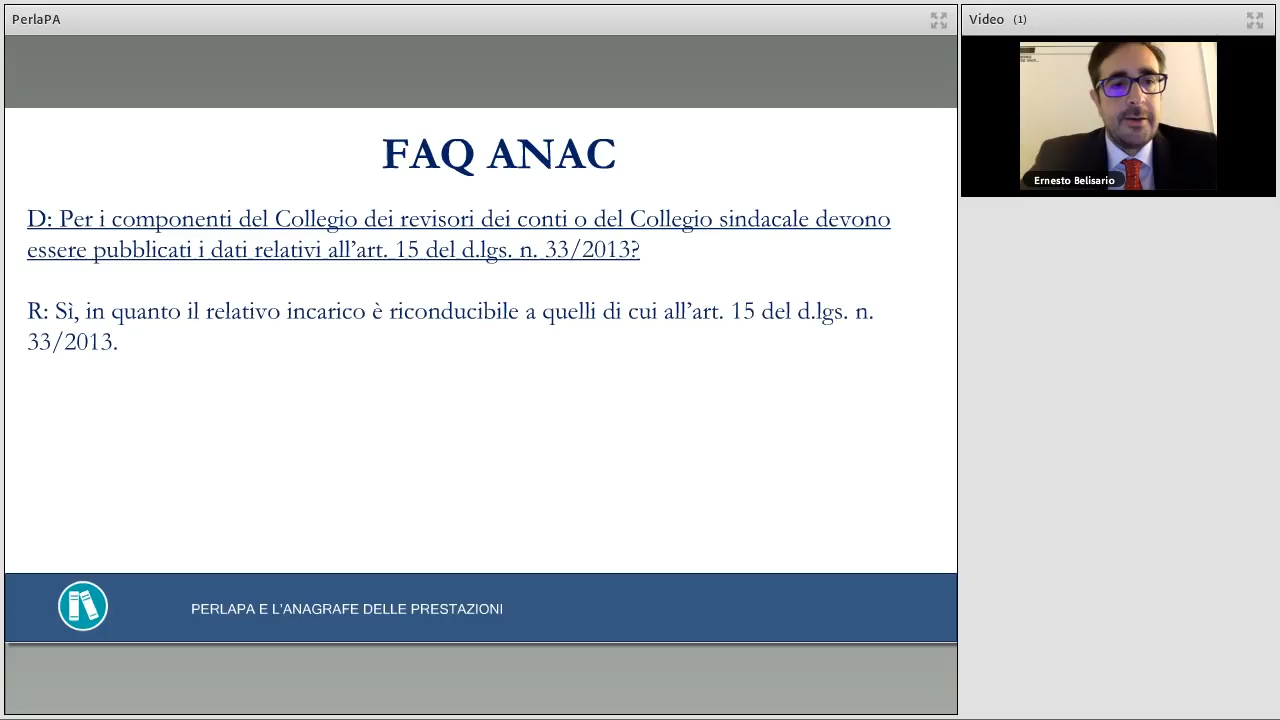 PerlaPA
Video (1)
Ernesto Belisario
FAQ ANAC
D: Per i componenti del Collegio dei revisori dei conti o del Collegio sindacale devono
essere pubblicati i dati relativi all’art. 15 del d.lgs. n. 33/2013?
R: Sì, in quanto il relativo incarico è riconducibile a quelli di cui all’art. 15 del d.lgs. n.
33/2013.
PERLAPA E L’ANAGRAFE DELLE PRESTAZIONI